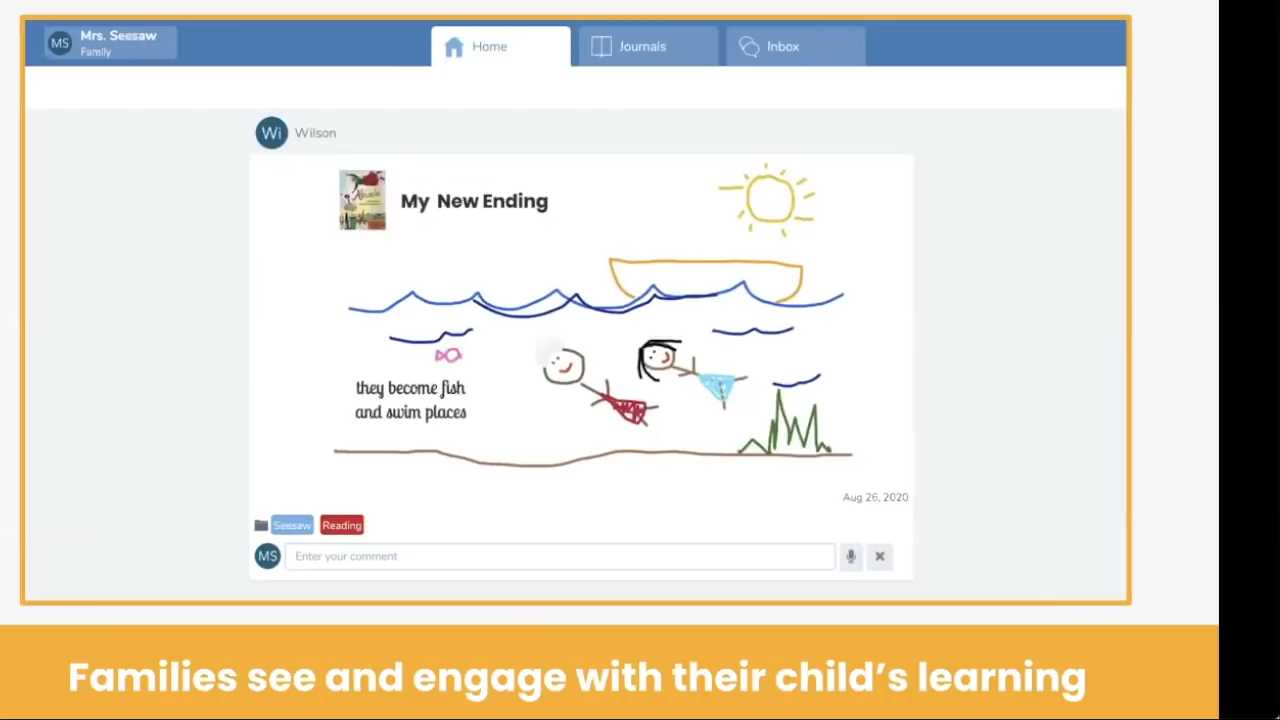 MS Mrs. Seesaw
Family
Home
Journals
Inbox
Wi Wilson
My New Ending
they become fish
and swim places
Aug 26, 2020
Seesaw Reading
MS Enter your comment
Families see and engage with their child’s learning